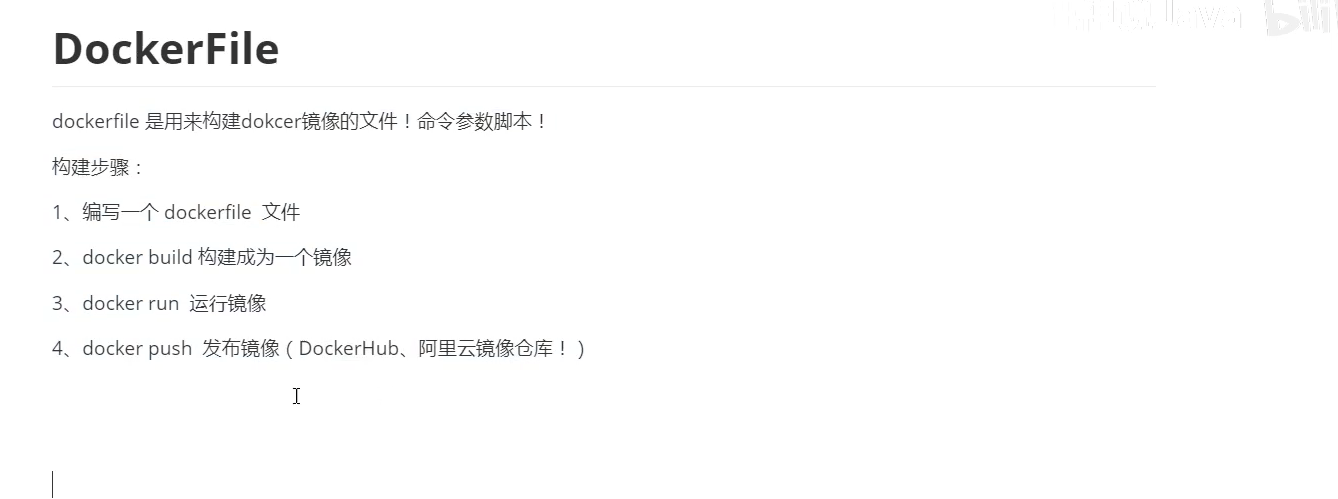 DockerFile
dockerfile 是用来构建dokcer镜像的文件！命令参数脚本！
构建步骤：
1、编写一个 dockerfile 文件
2、docker build 构建成为一个镜像
3、docker run 运行镜像
4、docker push 发布镜像（DockerHub、阿里云镜像仓库！）